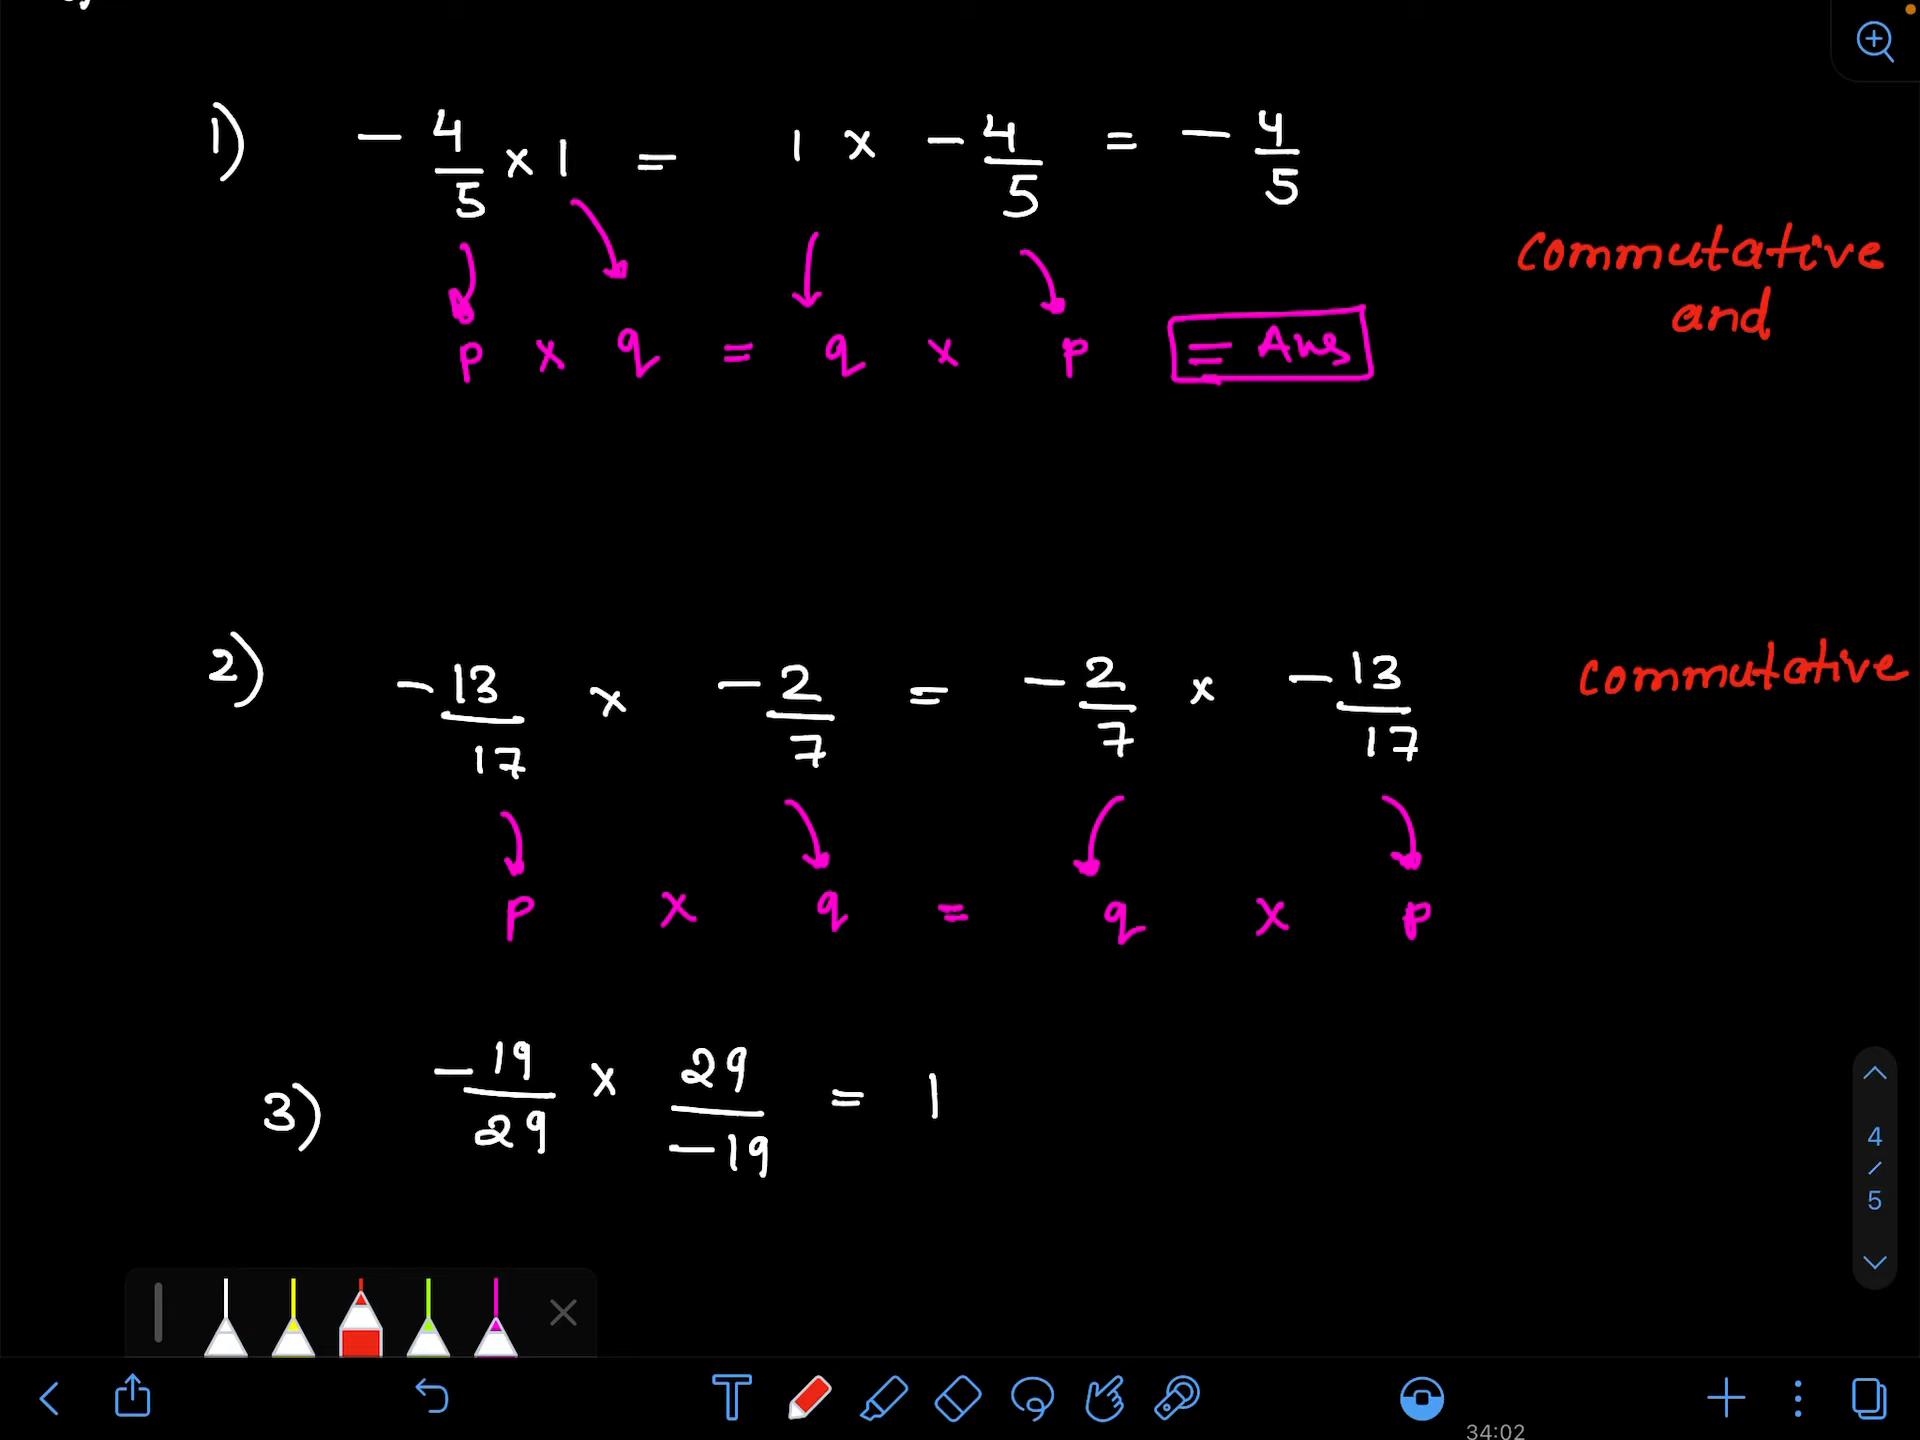 1) - 4/5 × 1 = 1 × - 4/5 = - 4/5
commutative
and
p × q = q × p = Ans
2) - 13/17 × - 2/7 = - 2/7 × - 13/17
commutative
p × q = q × p
3) -19/29 × 29/-19 = 1
4
/
5
T
34:02